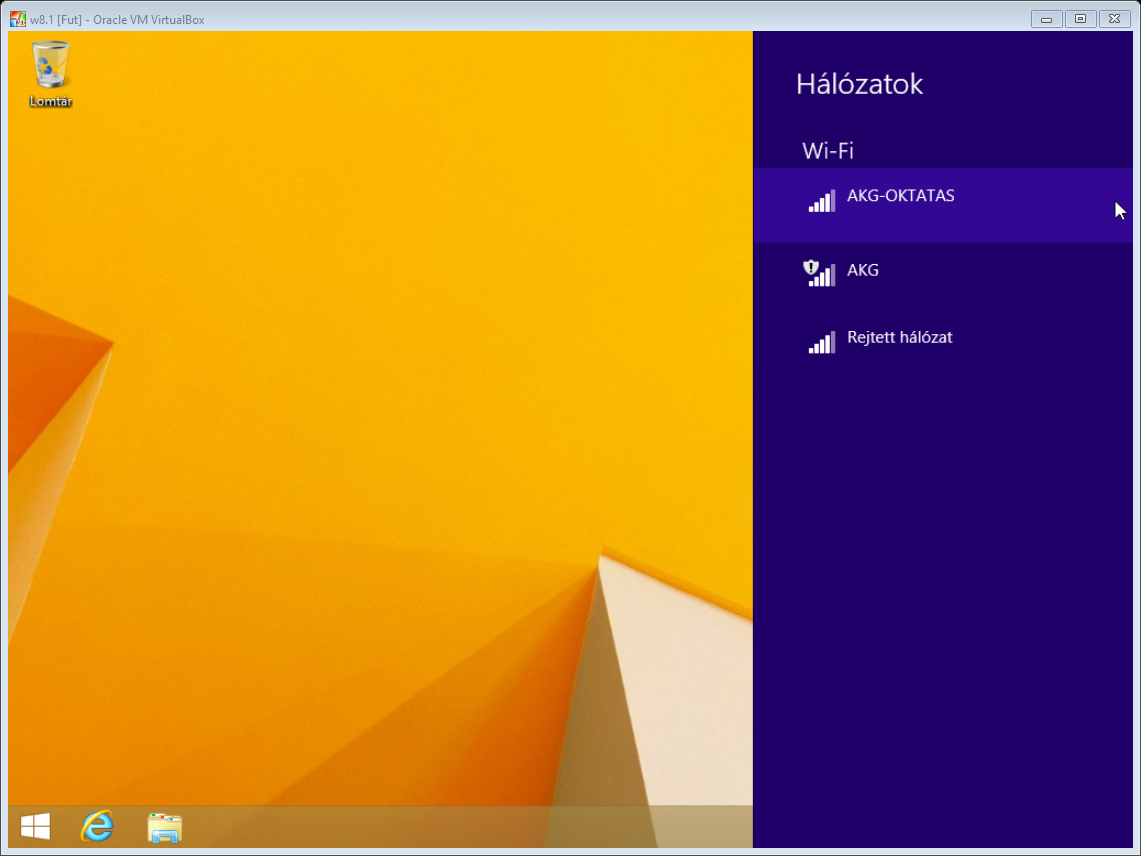 w8.1 [Fut] - Oracle VM VirtualBox
Lomtár
Hálózatok
Wi-Fi
AKG-OKTATAS
AKG
Rejtett hálózat